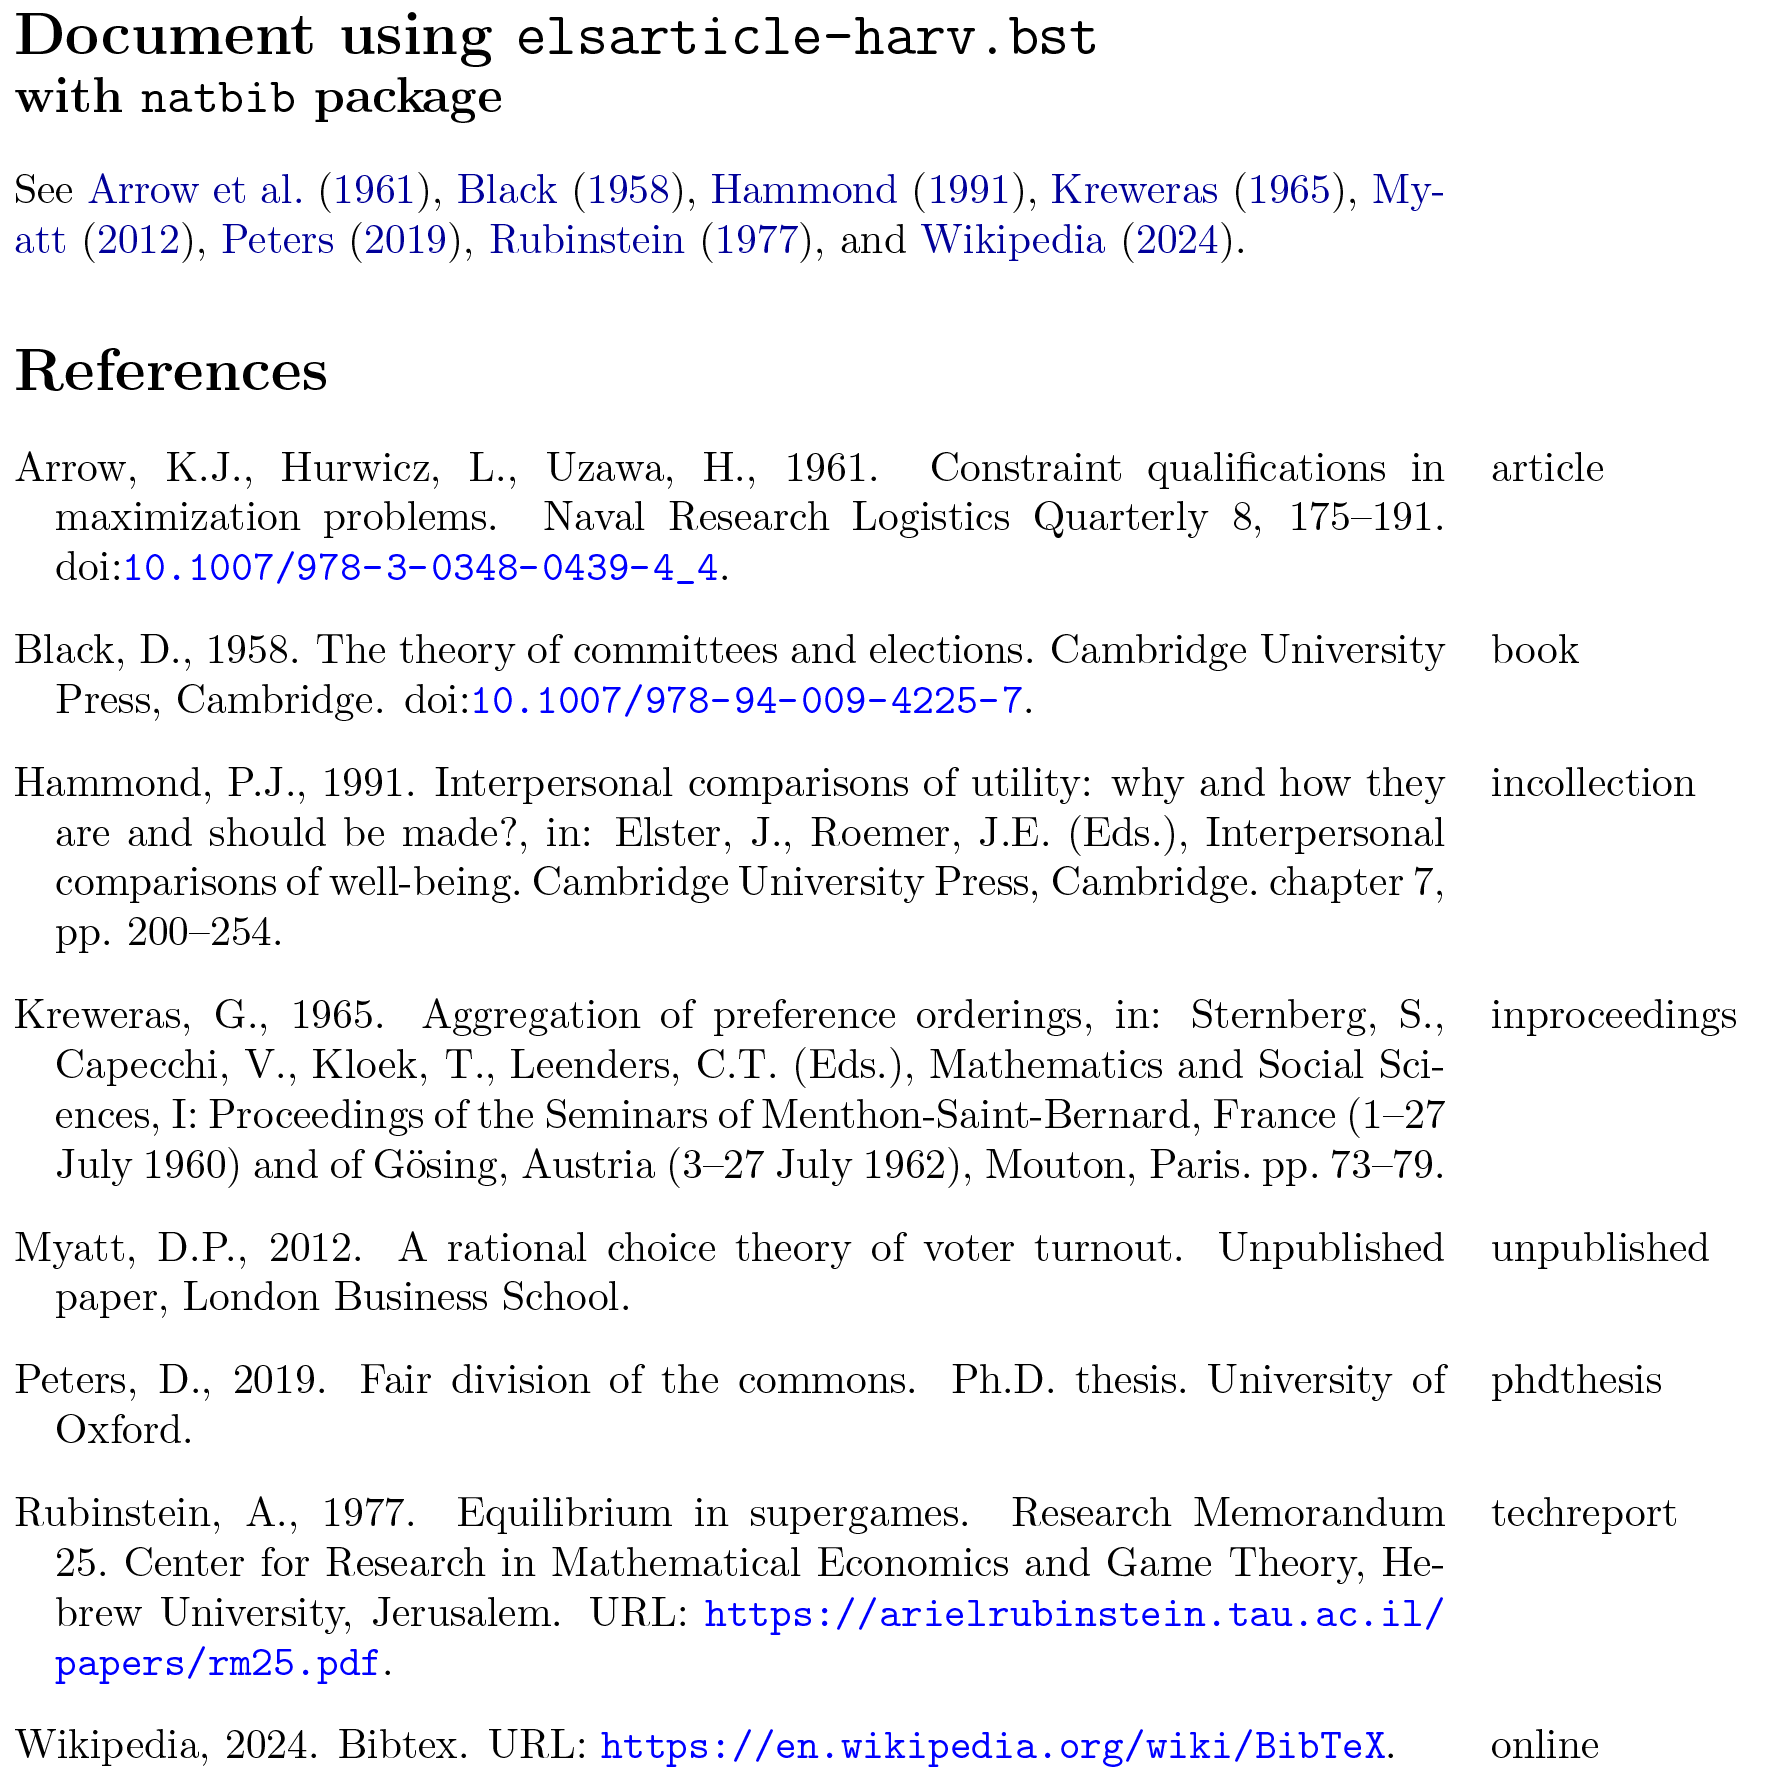 Document using elsarticle-harv.bst
with natbib package
See Arrow et al. (1961), Black (1958), Hammond (1991), Kreweras (1965), My-
att (2012), Peters (2019), Rubinstein (1977), and Wikipedia (2024).
References
Arrow, K.J., Hurwicz, L., Uzawa, H., 1961. Constraint qualifications in article
maximization problems. Naval Research Logistics Quarterly 8, 175–191.
doi:10.1007/978-3-0348-0439-4_4.
Black, D., 1958. The theory of committees and elections. Cambridge University book
Press, Cambridge. doi:10.1007/978-94-009-4225-7.
Hammond, P.J., 1991. Interpersonal comparisons of utility: why and how they incollection
are and should be made?, in: Elster, J., Roemer, J.E. (Eds.), Interpersonal
comparisons of well-being. Cambridge University Press, Cambridge. chapter 7,
pp. 200–254.
Kreweras, G., 1965. Aggregation of preference orderings, in: Sternberg, S., inproceedings
Capecchi, V., Kloek, T., Leenders, C.T. (Eds.), Mathematics and Social Sci-
ences, I: Proceedings of the Seminars of Menthon-Saint-Bernard, France (1–27
July 1960) and of Gösing, Austria (3–27 July 1962), Mouton, Paris. pp. 73–79.
Myatt, D.P., 2012. A rational choice theory of voter turnout. Unpublished unpublished
paper, London Business School.
Peters, D., 2019. Fair division of the commons. Ph.D. thesis. University of phdthesis
Oxford.
Rubinstein, A., 1977. Equilibrium in supergames. Research Memorandum techreport
25. Center for Research in Mathematical Economics and Game Theory, He-
brew University, Jerusalem. URL: https://arielrubinstein.tau.ac.il/
papers/rm25.pdf.
Wikipedia, 2024. Bibtex. URL: https://en.wikipedia.org/wiki/BibTeX. online